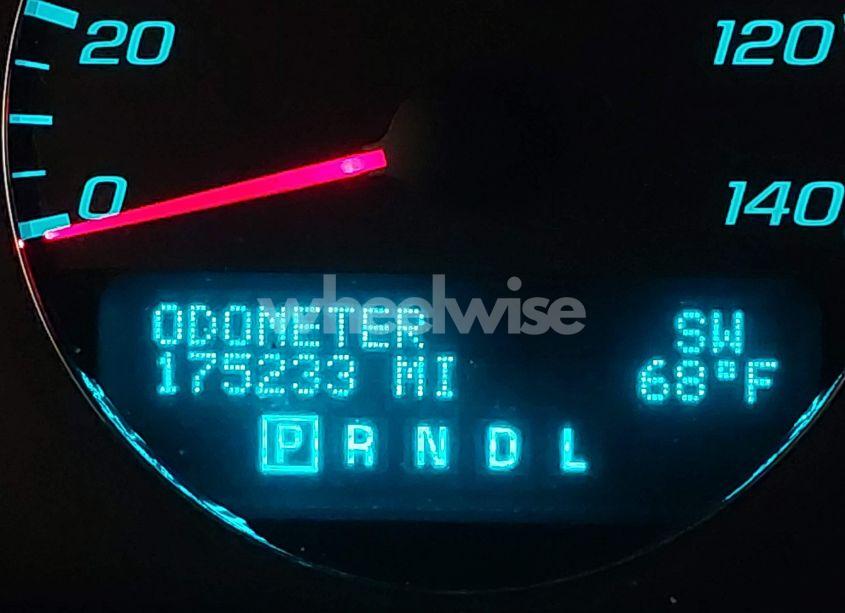 20 120
0 140
wheelwise
ODOMETER SW
175233 MI 68°F
P R N D L